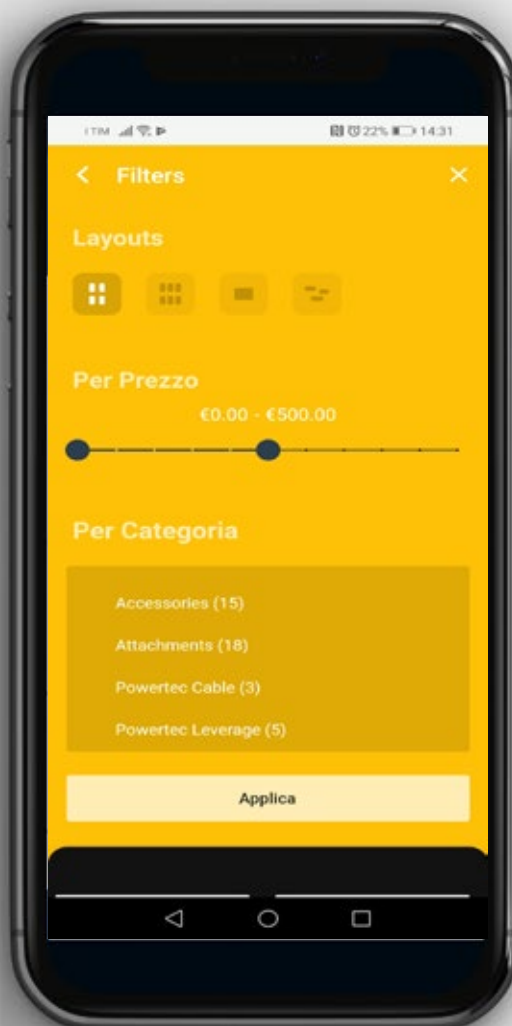 TIM 22% 14:31
Filters
Layouts
Per Prezzo
€0.00 - €500.00
Per Categoria
Accessories (15)
Attachments (18)
Powertec Cable (3)
Powertec Leverage (5)
Applica